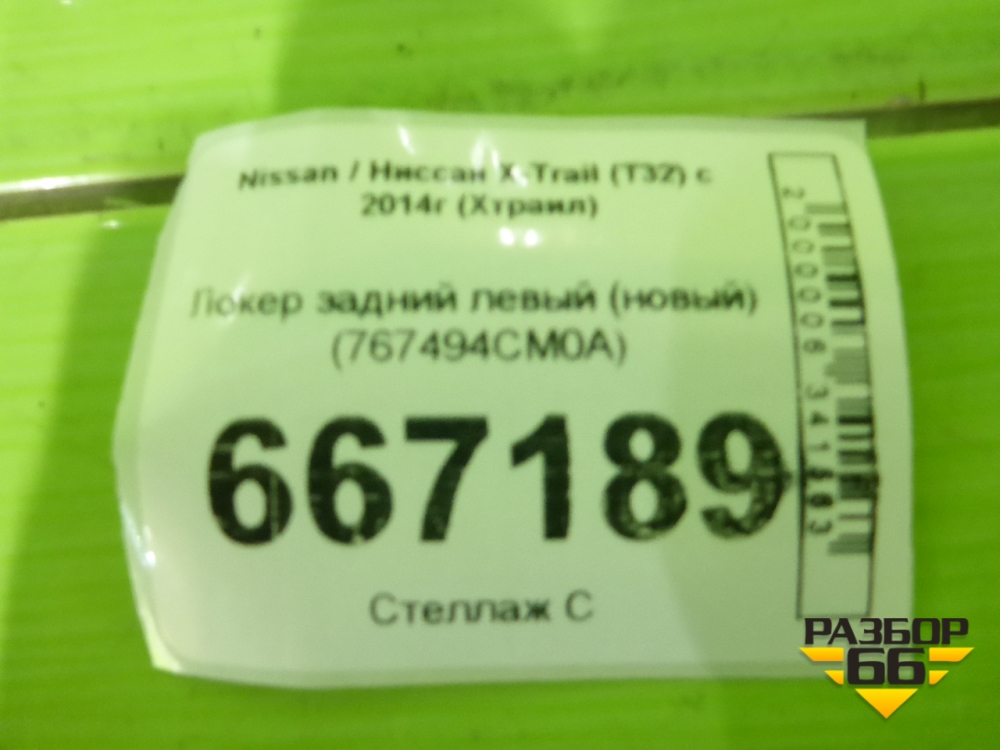 Nissan / Ниссан X-Trail (T32) с
2014г (Хтраил)
Локер задний левый (новый)
(767494CM0A)
667189
Стеллаж С
РАЗБОР
66